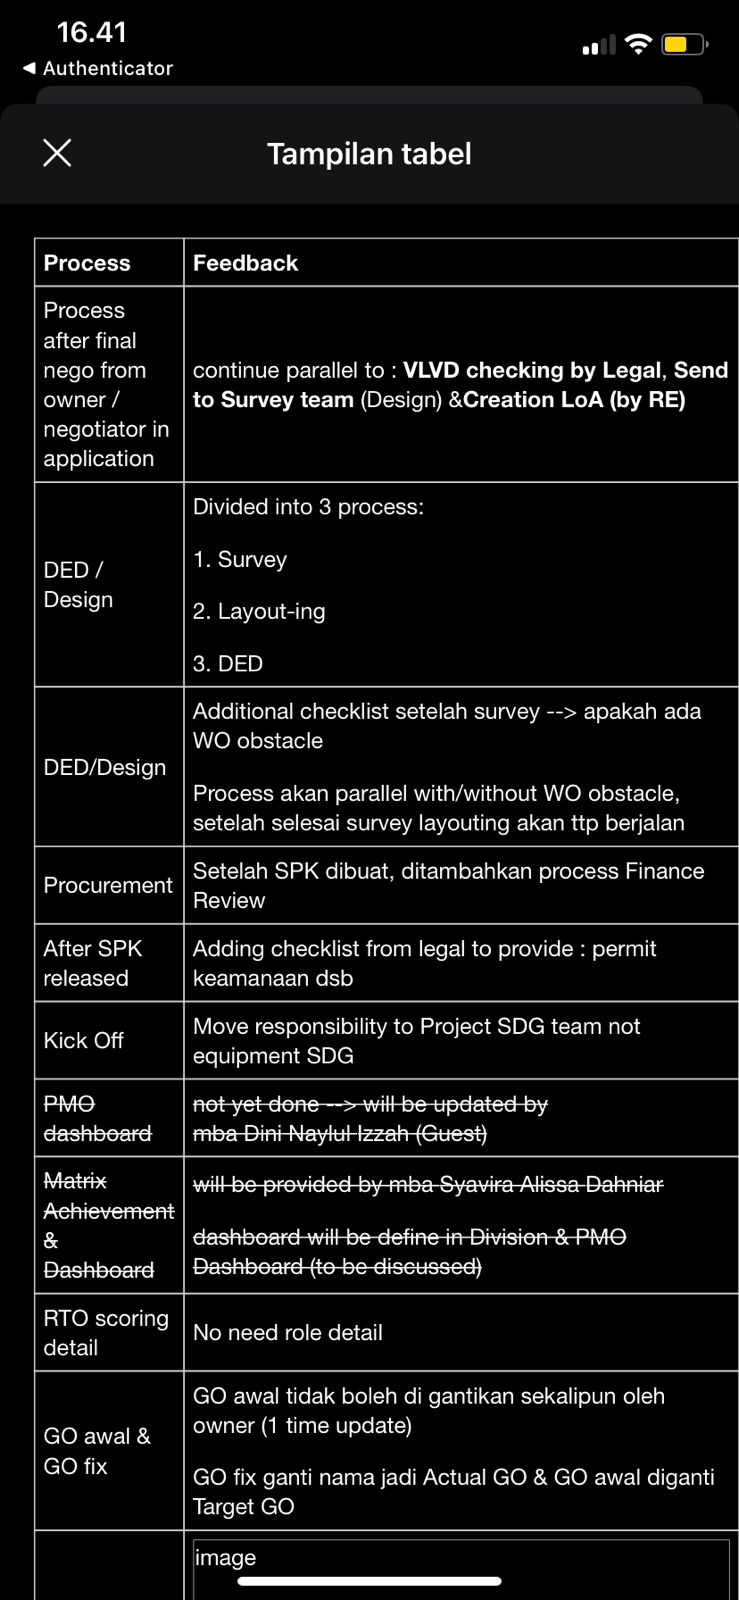 16.41
◀ Authenticator
Tampilan tabel
Process
Feedback
Process
after final
nego from
owner /
negotiator in
application
continue parallel to : VLVD checking by Legal, Send
to Survey team (Design) &Creation LoA (by RE)
DED /
Design
Divided into 3 process:
1. Survey
2. Layout-ing
3. DED
DED/Design
Additional checklist setelah survey --> apakah ada
WO obstacle
Process akan parallel with/without WO obstacle,
setelah selesai survey layouting akan ttp berjalan
Procurement
Setelah SPK dibuat, ditambahkan process Finance
Review
After SPK
released
Adding checklist from legal to provide : permit
keamanaan dsb
Kick Off
Move responsibility to Project SDG team not
equipment SDG
PMO
dashboard
not yet done --> will be updated by
mba Dini Naylul Izzah (Guest)
Matrix
Achievement
&
Dashboard
will be provided by mba Syavira Alissa Dahniar
dashboard will be define in Division & PMO
Dashboard (to be discussed)
RTO scoring
detail
No need role detail
GO awal &
GO fix
GO awal tidak boleh di gantikan sekalipun oleh
owner (1 time update)
GO fix ganti nama jadi Actual GO & GO awal diganti
Target GO
image